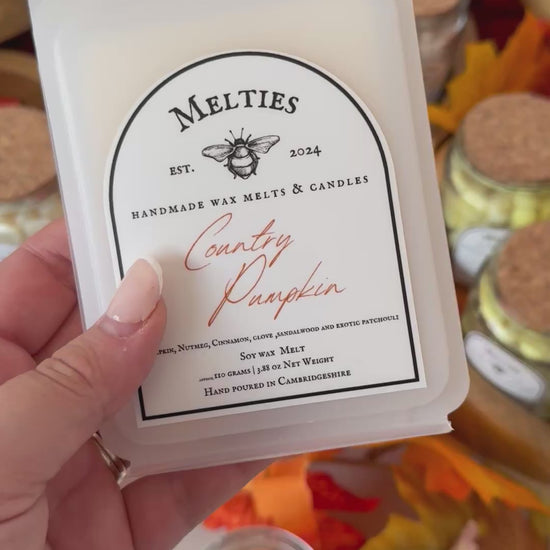 Melties
EST. 2024
HANDMADE WAX MELTS & CANDLES
Country
Pumpkin
Nutmeg, Cinnamon, clove ,sandalwood and exotic patchouli
Soy wax Melt
approx. 110 grams | 3.88 oz Net Weight
Hand poured in Cambridgeshire